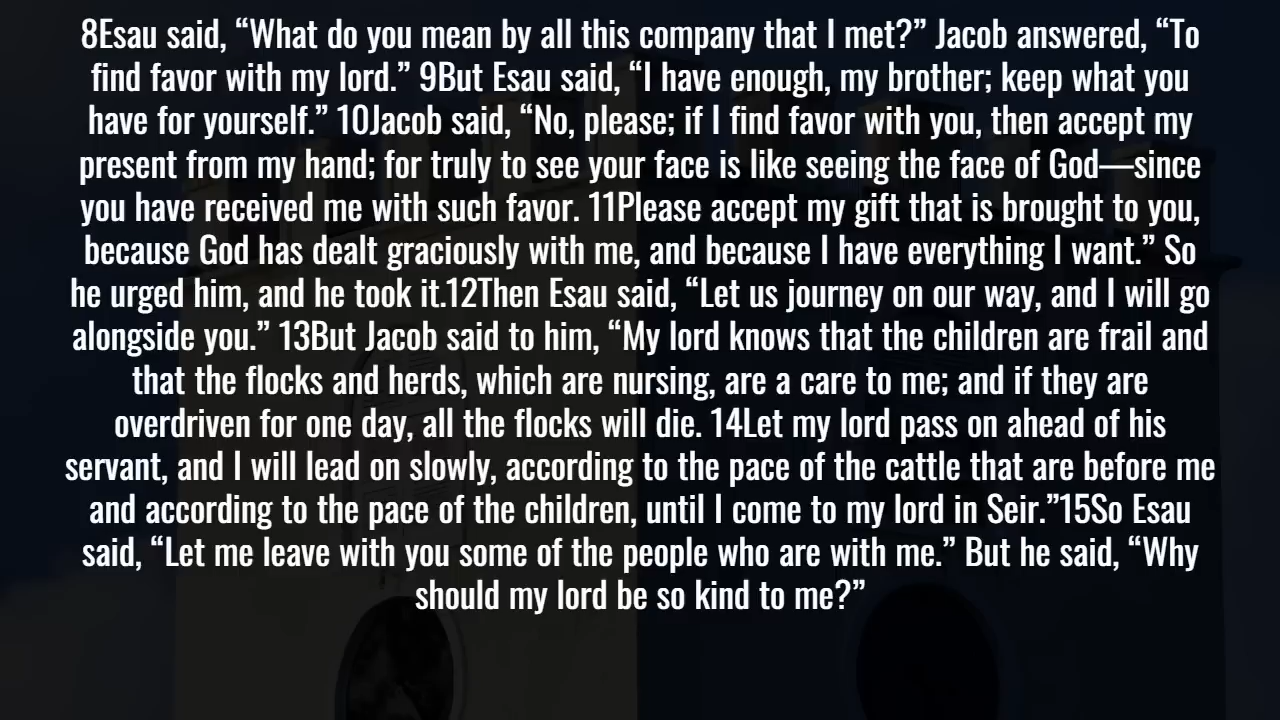 8Esau said, “What do you mean by all this company that I met?” Jacob answered, “To
find favor with my lord.” 9But Esau said, “I have enough, my brother; keep what you
have for yourself.” 10Jacob said, “No, please; if I find favor with you, then accept my
present from my hand; for truly to see your face is like seeing the face of God—since
you have received me with such favor. 11Please accept my gift that is brought to you,
because God has dealt graciously with me, and because I have everything I want.” So
he urged him, and he took it.12Then Esau said, “Let us journey on our way, and I will go
alongside you.” 13But Jacob said to him, “My lord knows that the children are frail and
that the flocks and herds, which are nursing, are a care to me; and if they are
overdriven for one day, all the flocks will die. 14Let my lord pass on ahead of his
servant, and I will lead on slowly, according to the pace of the cattle that are before me
and according to the pace of the children, until I come to my lord in Seir.”15So Esau
said, “Let me leave with you some of the people who are with me.” But he said, “Why
should my lord be so kind to me?”